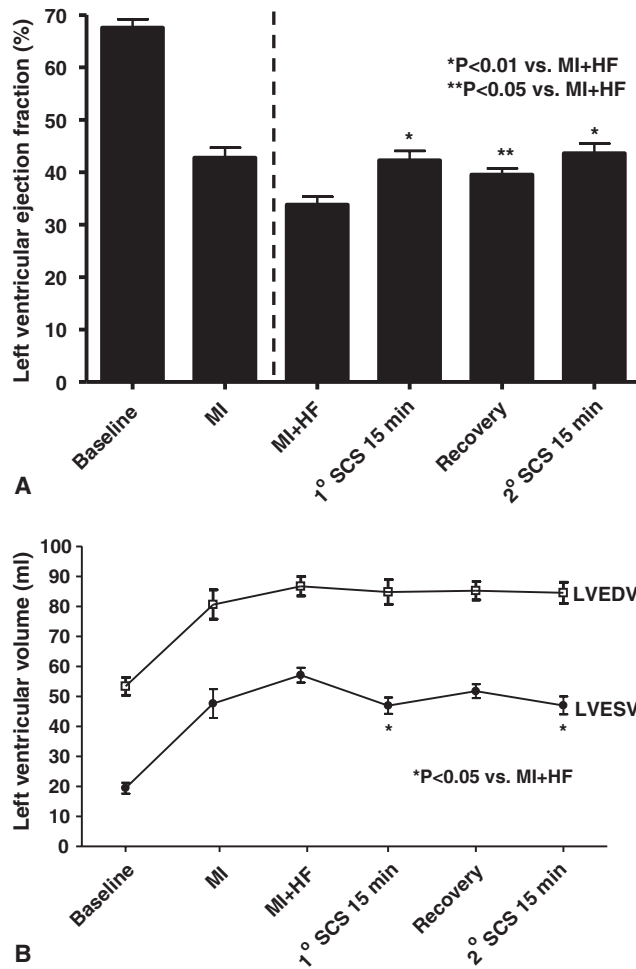 Left ventricular ejection fraction (%)
70
60
50
40
30
20
10
0
*P<0.01 vs. MI+HF
**P<0.05 vs. MI+HF
*
**
*
Baseline
MI
MI+HF
1° SCS 15 min
Recovery
2° SCS 15 min
A
Left ventricular volume (ml)
100
90
80
70
60
50
40
30
20
10
0
LVEDV
LVESV
*
*
*P<0.05 vs. MI+HF
Baseline
MI
MI+HF
1° SCS 15 min
Recovery
2° SCS 15 min
B